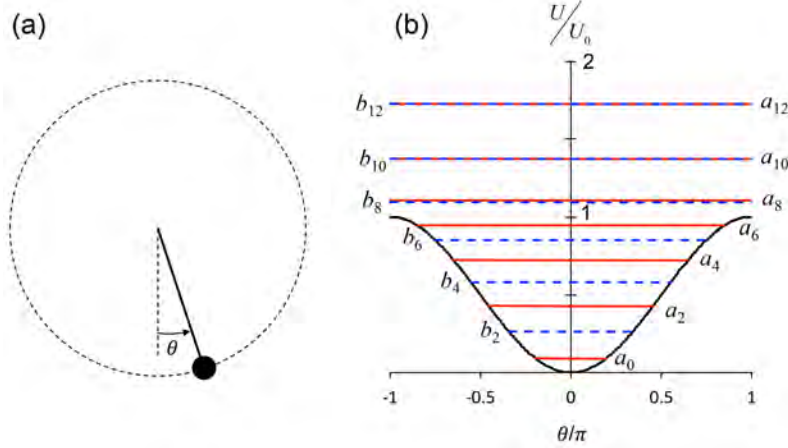 (a)
θ
(b)
U/U₀
2
b₁₂ a₁₂
b₁₀ a₁₀
b₈ 1 a₈
b₆ a₆
a₄
b₄
a₂
b₂
a₀
-1 -0.5 0 0.5 1
θ/π